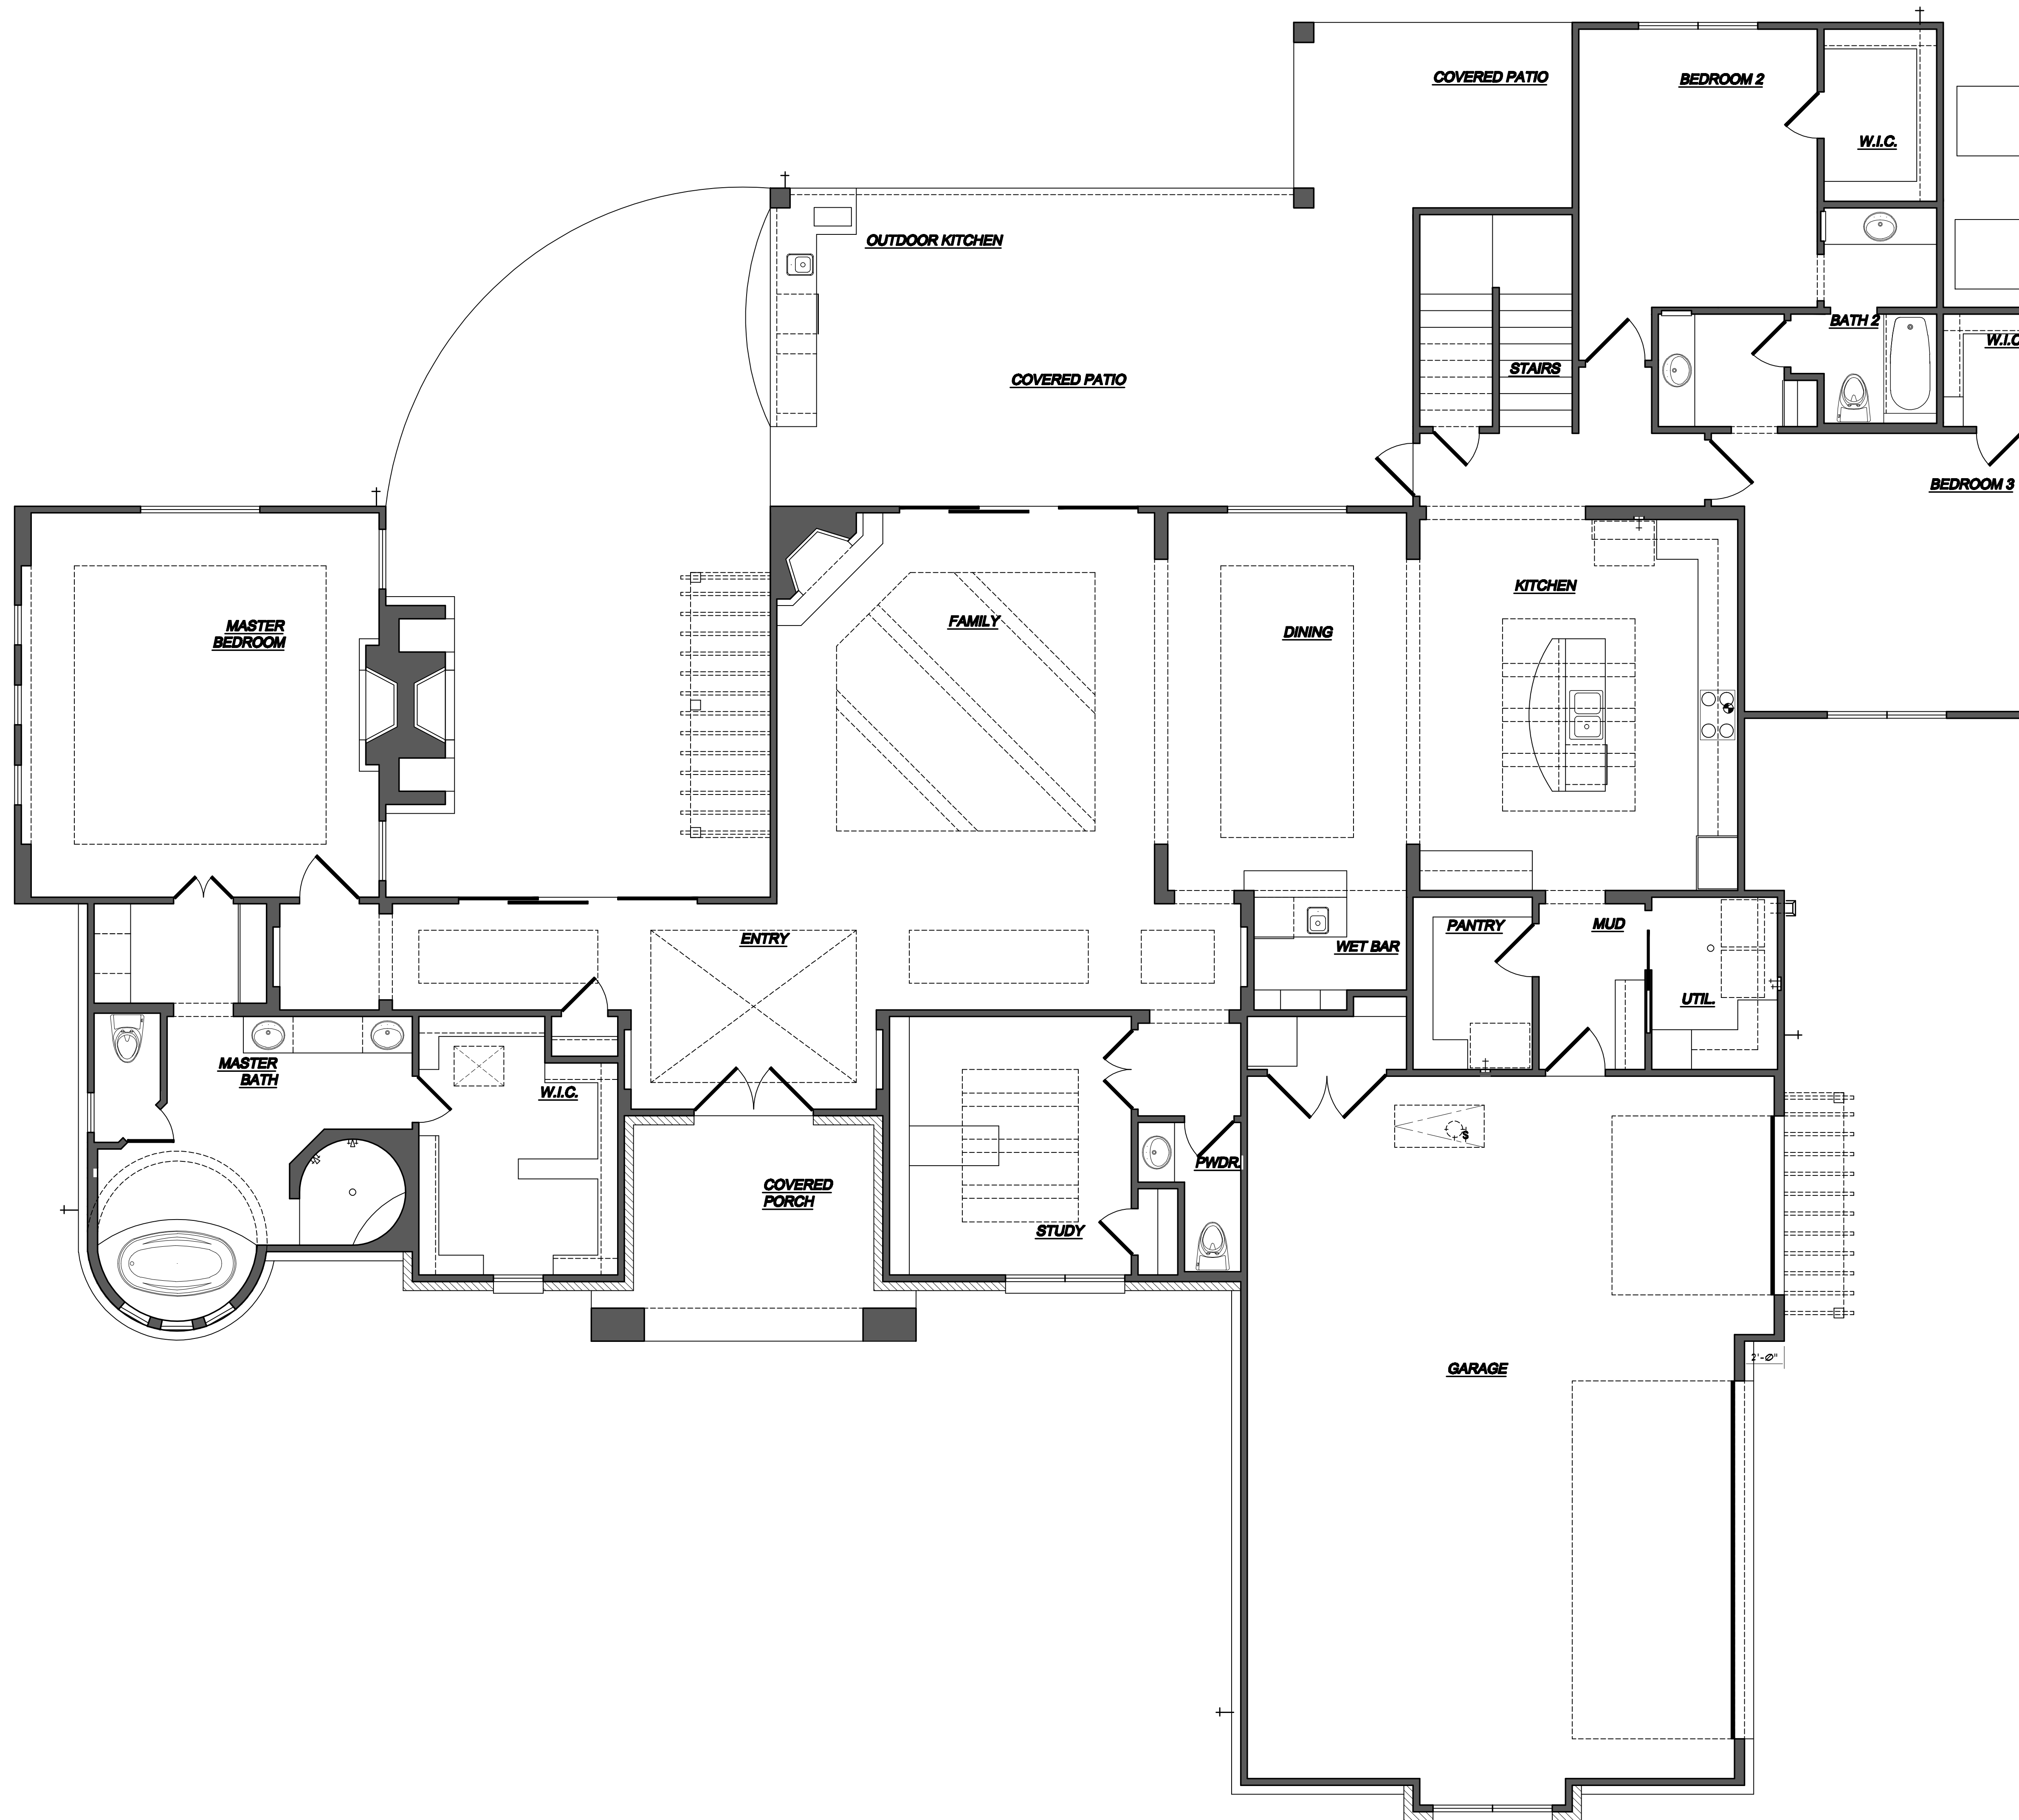 COVERED PATIO
BEDROOM 2
W.I.C.
OUTDOOR KITCHEN
BATH 2
W.I.C
STAIRS
COVERED PATIO
BEDROOM 3
KITCHEN
MASTER
BEDROOM
FAMILY
DINING
ENTRY
WET BAR
PANTRY
MUD
UTIL.
MASTER
BATH
W.I.C.
S
PWDR.
COVERED
PORCH
STUDY
2'-0"
GARAGE